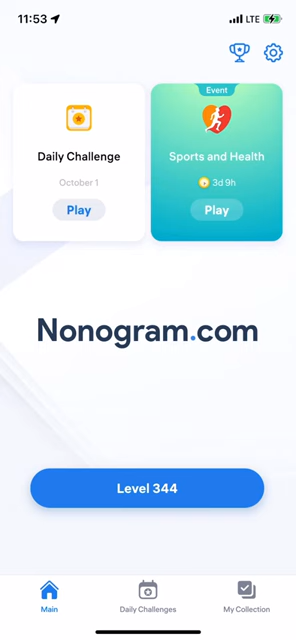 11:53
LTE
Event
Daily Challenge
October 1
Play
Sports and Health
3d 9h
Play
Nonogram.com
Level 344
Main
Daily Challenges
My Collection